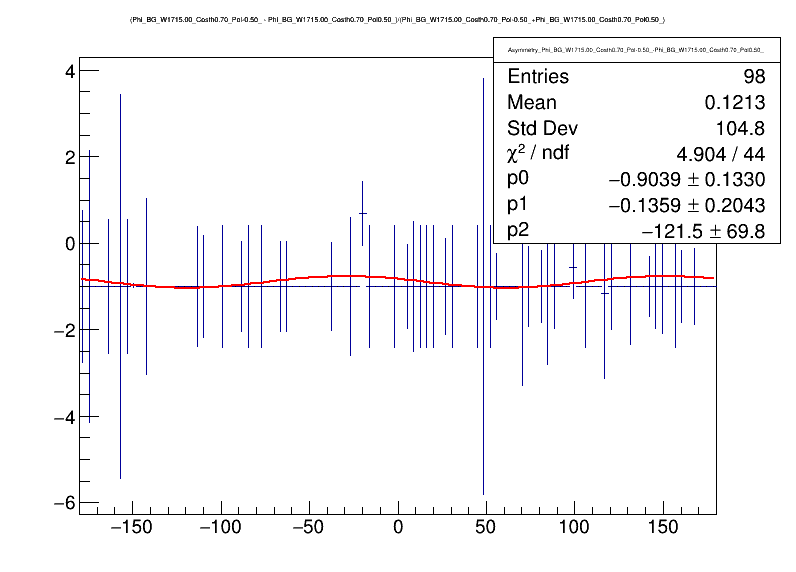 (Phi_BG_W1715.00_Costh0.70_Pol-0.50_- Phi_BG_W1715.00_Costh0.70_Pol0.50_)/(Phi_BG_W1715.00_Costh0.70_Pol-0.50_+Phi_BG_W1715.00_Costh0.70_Pol0.50_)
Asymmetry_Phi_BG_W1715.00_Costh0.70_Pol-0.50_-Phi_BG_W1715.00_Costh0.70_Pol0.50_
Entries 98
Mean 0.1213
Std Dev 104.8
χ² / ndf 4.904 / 44
p0 −0.9039 ± 0.1330
p1 −0.1359 ± 0.2043
p2 −121.5 ± 69.8
4
2
0
−2
−4
−6
−150 −100 −50 0 50 100 150